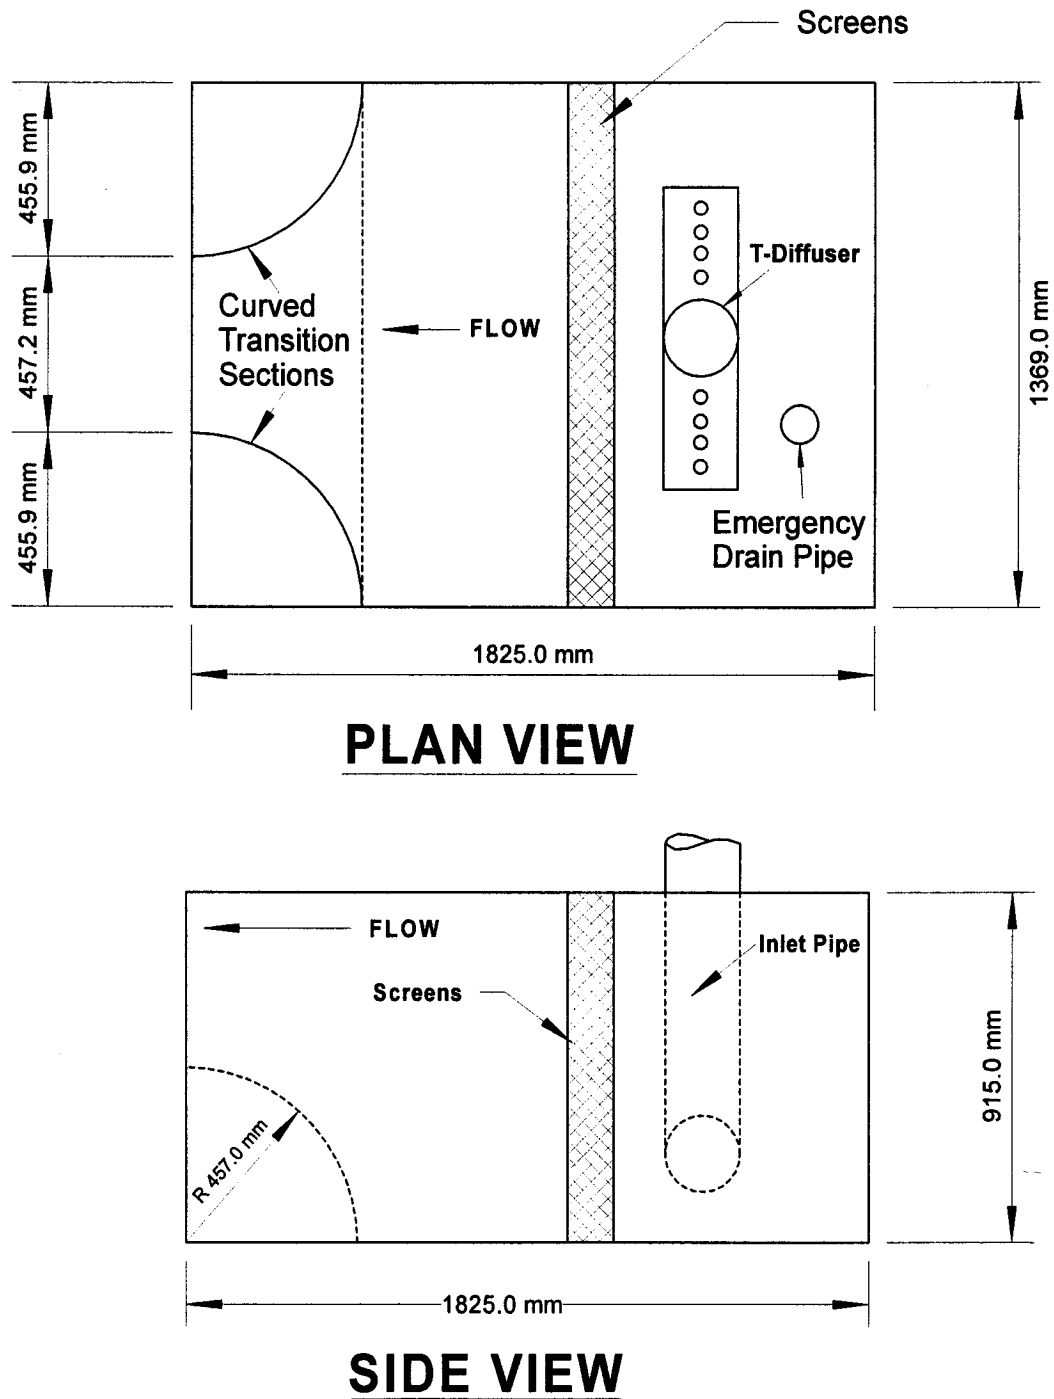 Screens
455.9 mm
457.2 mm
455.9 mm
1369.0 mm
T-Diffuser
Curved
Transition
Sections
FLOW
Emergency
Drain Pipe
1825.0 mm
PLAN VIEW
FLOW
Inlet Pipe
Screens
R 457.0 mm
915.0 mm
1825.0 mm
SIDE VIEW